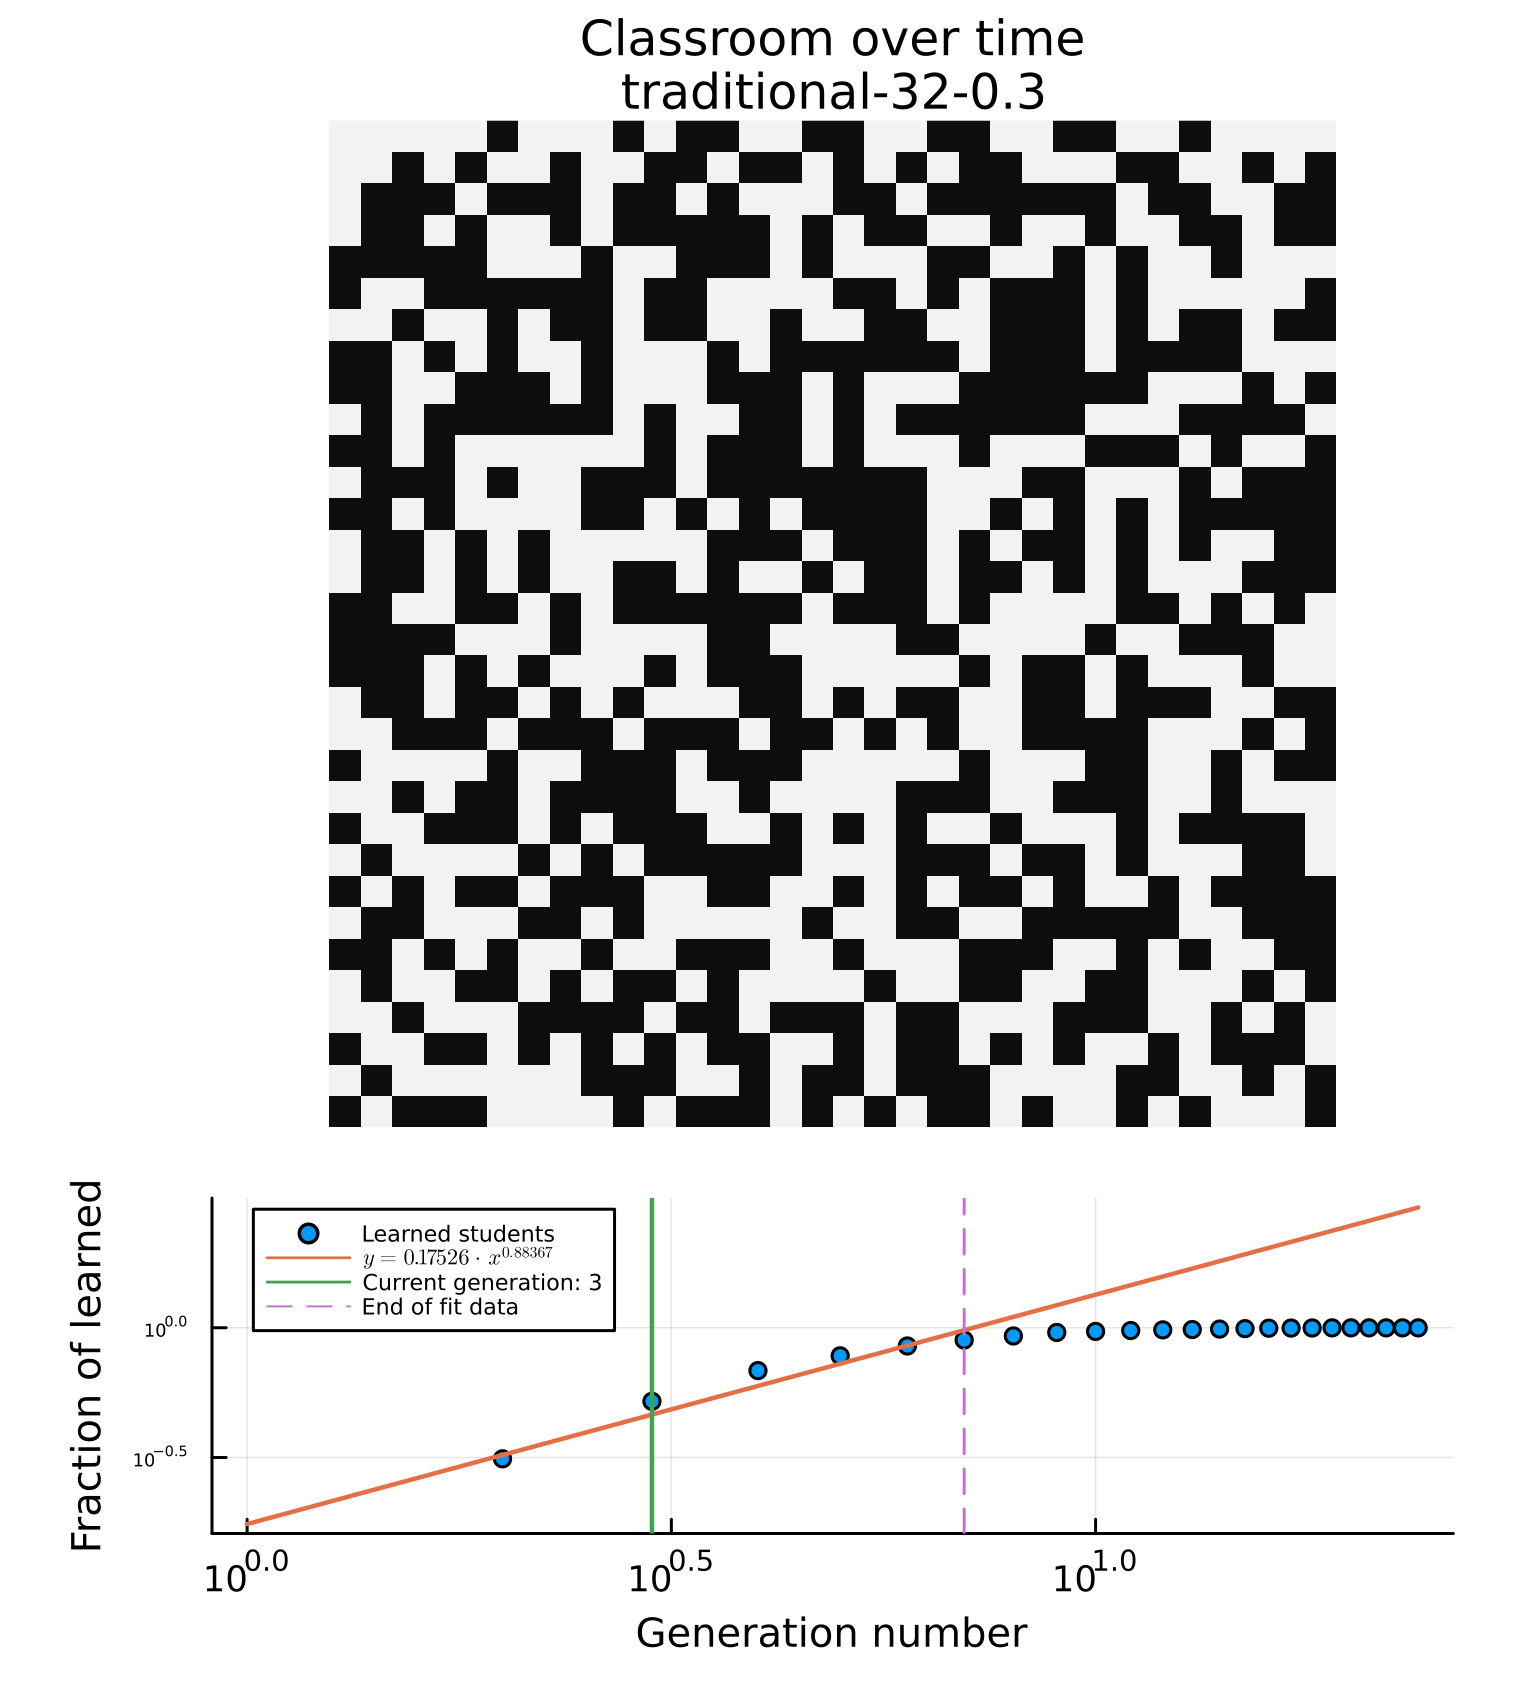 Classroom over time
traditional-32-0.3
Fraction of learned
Learned students
y = 0.17526 · x^0.88367
Current generation: 3
End of fit data
10^0.0
10^−0.5
10^0.0
10^0.5
10^1.0
Generation number